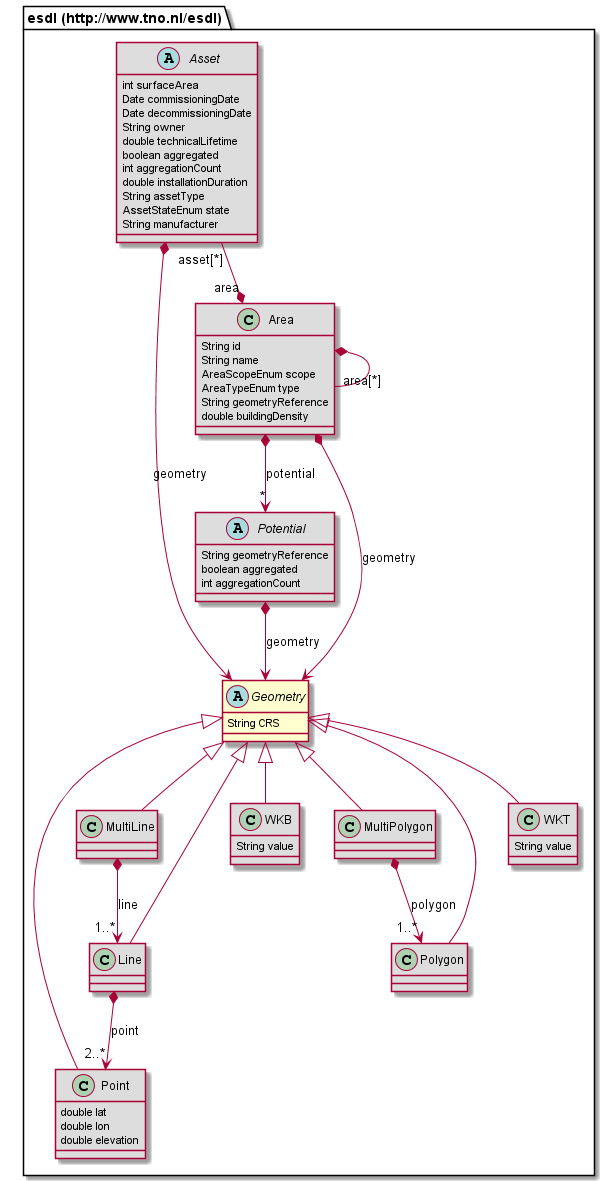 esdl (http://www.tno.nl/esdl)
A Asset
int surfaceArea
Date commissioningDate
Date decommissioningDate
String owner
double technicalLifetime
boolean aggregated
int aggregationCount
double installationDuration
String assetType
AssetStateEnum state
String manufacturer
asset[*]
area
C Area
String id
String name
AreaScopeEnum scope
AreaTypeEnum type
String geometryReference
double buildingDensity
area[*]
geometry
potential
*
A Potential
String geometryReference
boolean aggregated
int aggregationCount
geometry
geometry
A Geometry
String CRS
C MultiLine
C WKB
String value
C MultiPolygon
C WKT
String value
line
1..*
polygon
1..*
C Line
C Polygon
point
2..*
C Point
double lat
double lon
double elevation